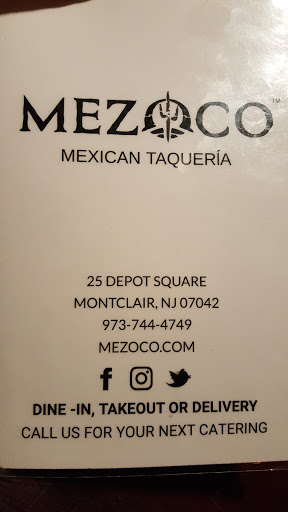 MEZOCO™
MEXICAN TAQUERÍA
25 DEPOT SQUARE
MONTCLAIR, NJ 07042
973-744-4749
MEZOCO.COM
DINE -IN, TAKEOUT OR DELIVERY
CALL US FOR YOUR NEXT CATERING